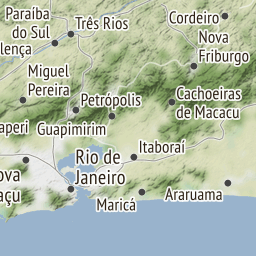 Paraíba
do Sul
Cordeiro
Três Rios
lença
Nova
Friburgo
Miguel
Pereira
Petrópolis
Cachoeiras
de Macacu
aperi
Guapimirim
Itaboraí
ova
açu
Rio de
Janeiro
Maricá
Araruama